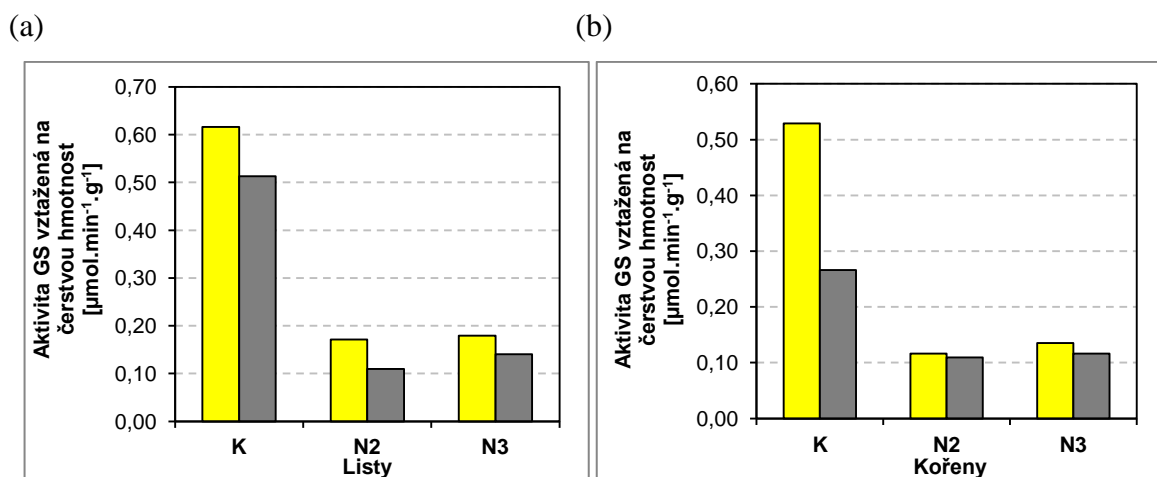 (a)
(b)
Aktivita GS vztažená na
čerstvou hmotnost
[µmol.min⁻¹.g⁻¹]
0,70
0,60
0,50
0,40
0,30
0,20
0,10
0,00
K
N2
N3
Listy
Aktivita GS vztažená na
čerstvou hmotnost
[µmol.min⁻¹.g⁻¹]
0,60
0,50
0,40
0,30
0,20
0,10
0,00
K
N2
N3
Kořeny